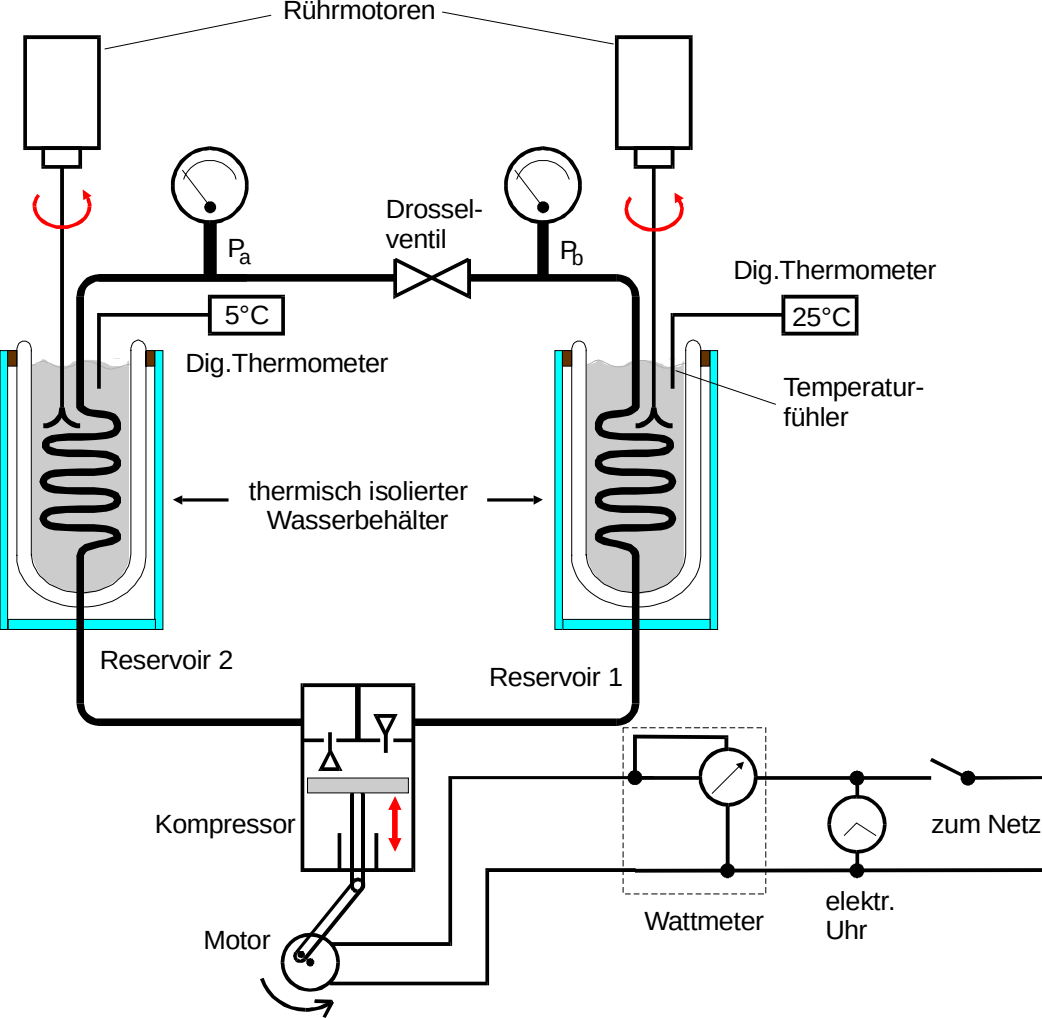 Rührmotoren
Drossel-
ventil
Pa
Pb
Dig.Thermometer
5°C
25°C
Dig.Thermometer
Temperatur-
fühler
thermisch isolierter
Wasserbehälter
Reservoir 2
Reservoir 1
Kompressor
zum Netz
elektr.
Uhr
Wattmeter
Motor